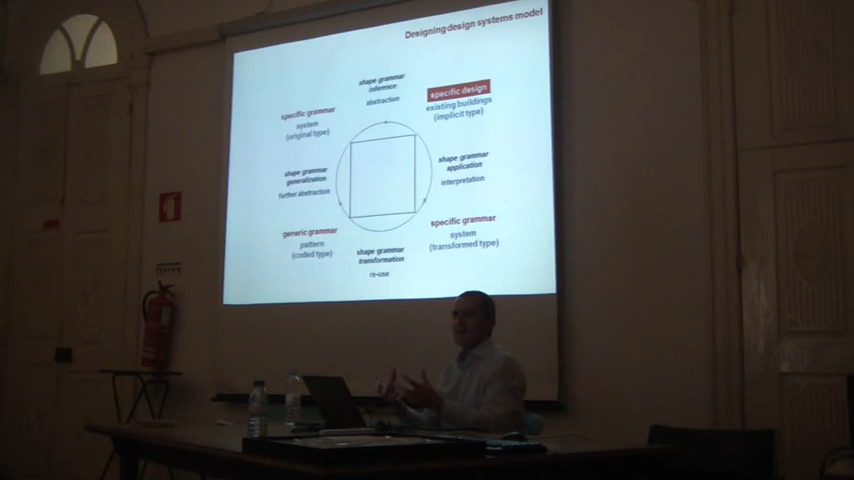 Designing design systems model
shape grammar
inference
abstraction
specific design
existing buildings
(implicit type)
specific grammar
system
(original type)
shape grammar
application
interpretation
shape grammar
generalization
further abstraction
specific grammar
system
(transformed type)
generic grammar
pattern
(coded type)
shape grammar
transformation
re-use